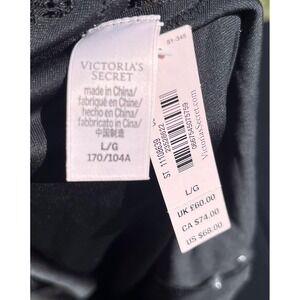 VICTORIA'S
SECRET
made in China/
fabriqué en Chine/
hecho en China/
fabbricato in Cina/
中国制造
L/G
170/104A
VictoriasSecret.com
L/G
UK £60.00
CA $74.00
US $68.00